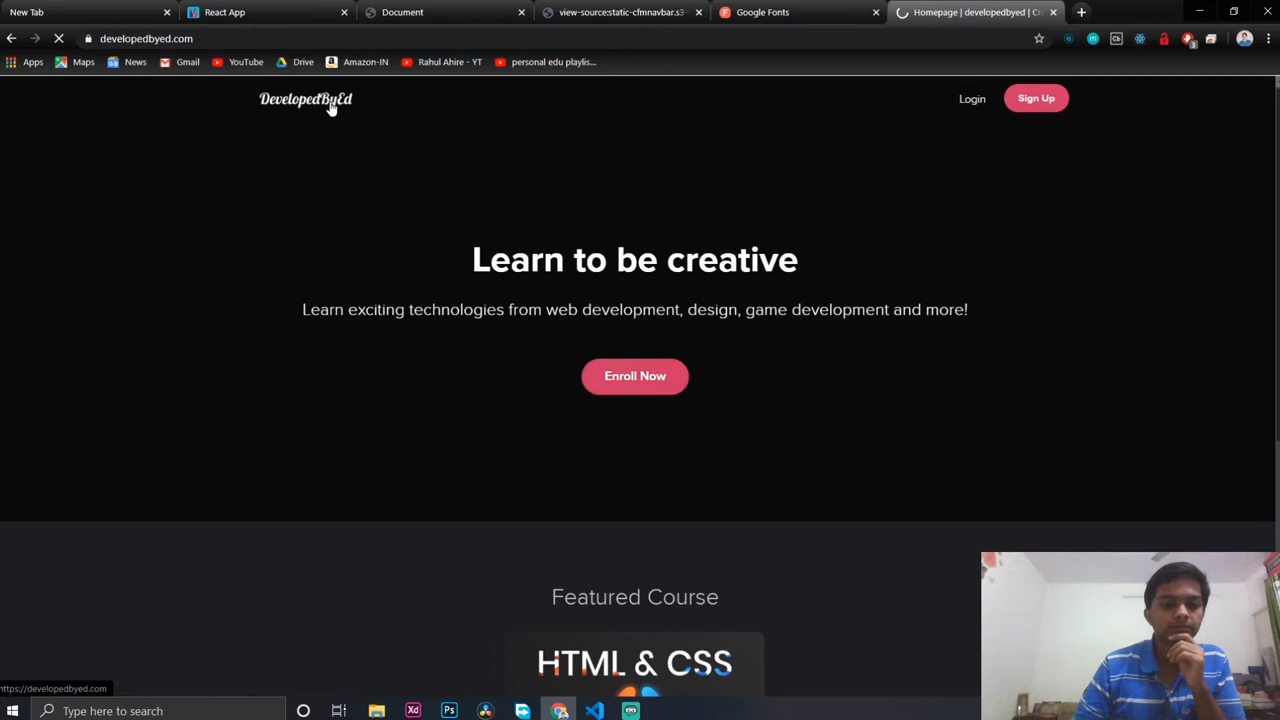 New Tab
React App
Document
view-source:static-cfmnavbar.s3-
Google Fonts
Homepage | developedbyed | Cr
developedbyed.com
Apps
Maps
News
Gmail
YouTube
Drive
Amazon-IN
Rahul Ahire - YT
personal edu playlis...
DevelopedByEd
Login
Sign Up
Learn to be creative
Learn exciting technologies from web development, design, game development and more!
Enroll Now
Featured Course
HTML & CSS
https://developedbyed.com
Type here to search
Xd
Ps